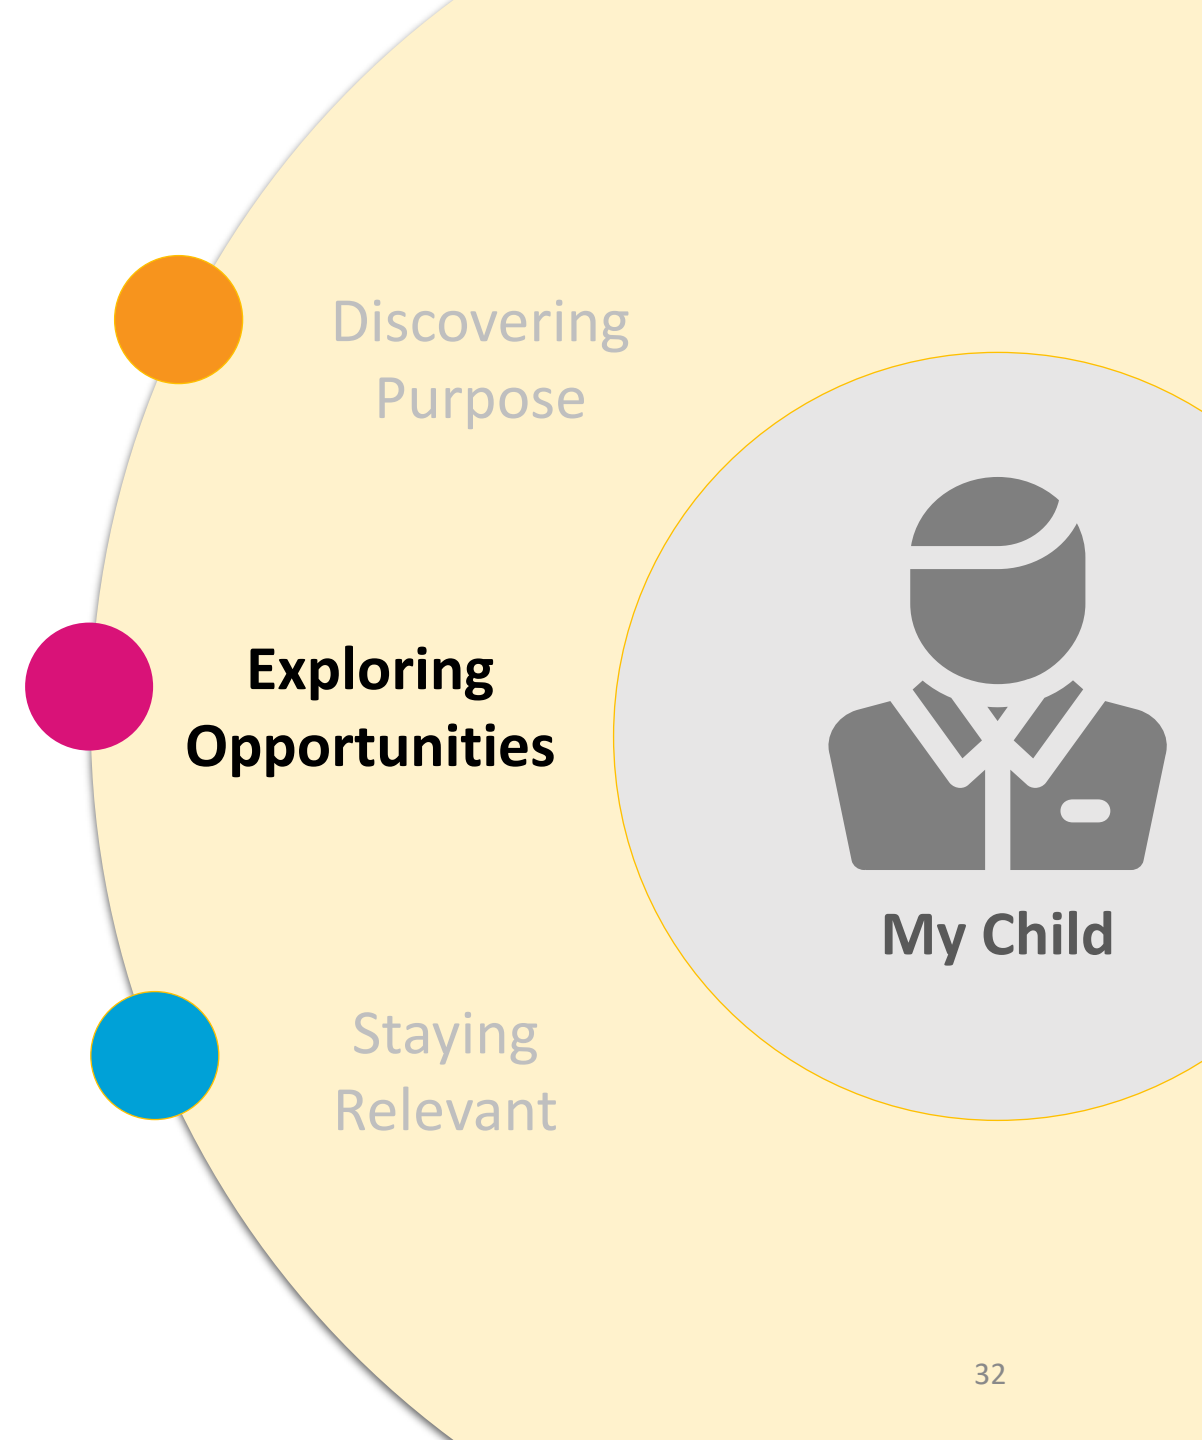 Discovering
Purpose
Exploring
Opportunities
My Child
Staying
Relevant
32